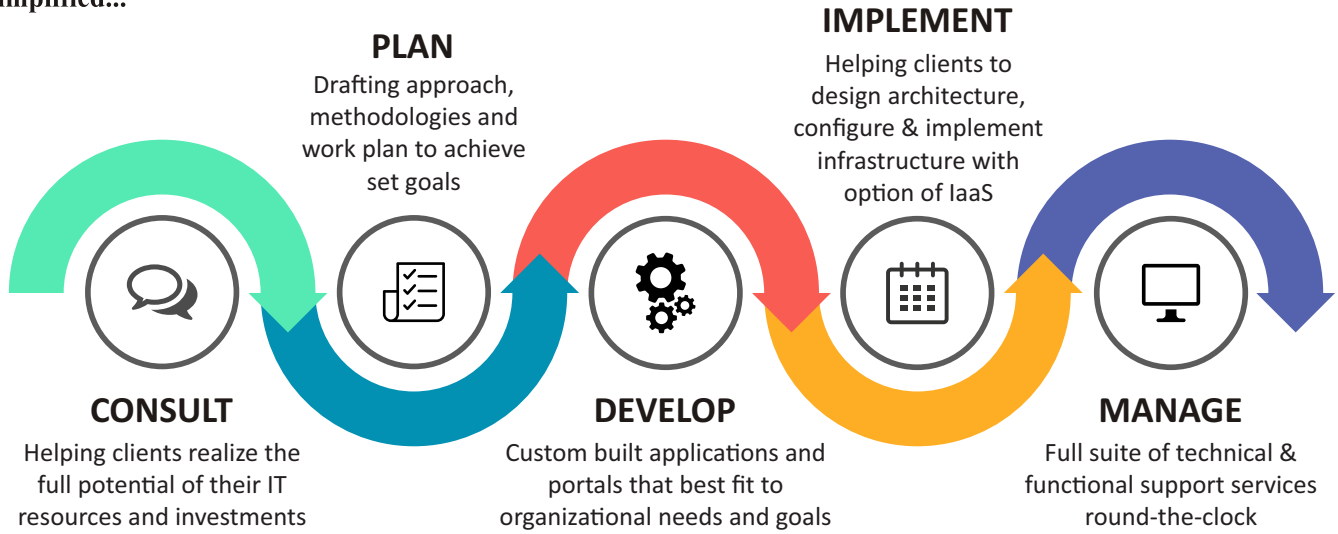 CONSULT
Helping clients realize the
full potential of their IT
resources and investments
PLAN
Drafting approach,
methodologies and
work plan to achieve
set goals
DEVELOP
Custom built applications and
portals that best fit to
organizational needs and goals
IMPLEMENT
Helping clients to
design architecture,
configure & implement
infrastructure with
option of IaaS
MANAGE
Full suite of technical &
functional support services
round-the-clock